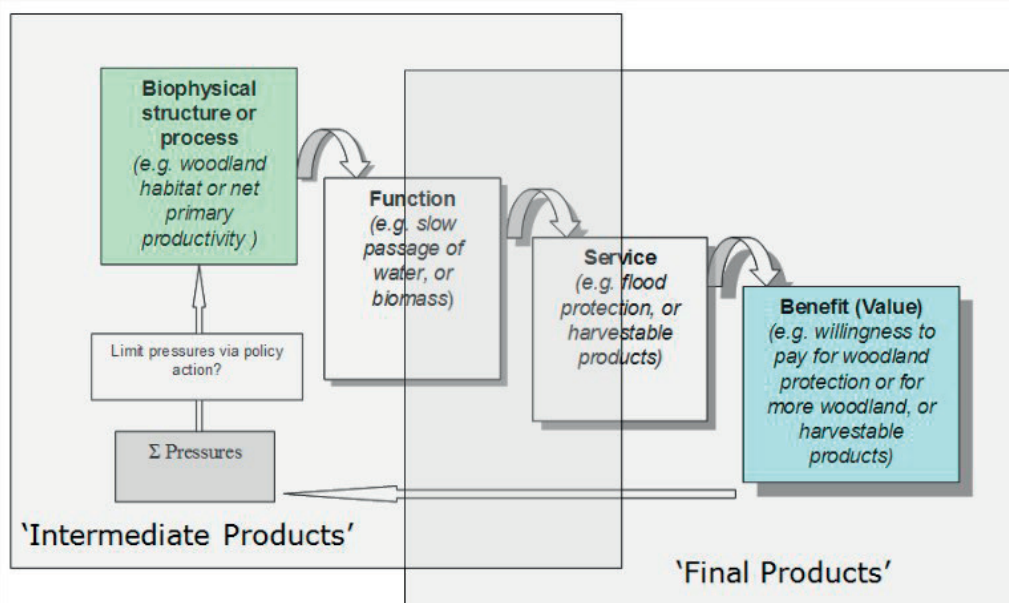 Biophysical
structure or
process
(e.g. woodland
habitat or net
primary
productivity )
Function
(e.g. slow
passage of
water, or
biomass)
Service
(e.g. flood
protection, or
harvestable
products)
Benefit (Value)
(e.g. willingness to
pay for woodland
protection or for
more woodland, or
harvestable
products)
Limit pressures via policy
action?
Σ Pressures
‘Intermediate Products’
‘Final Products’